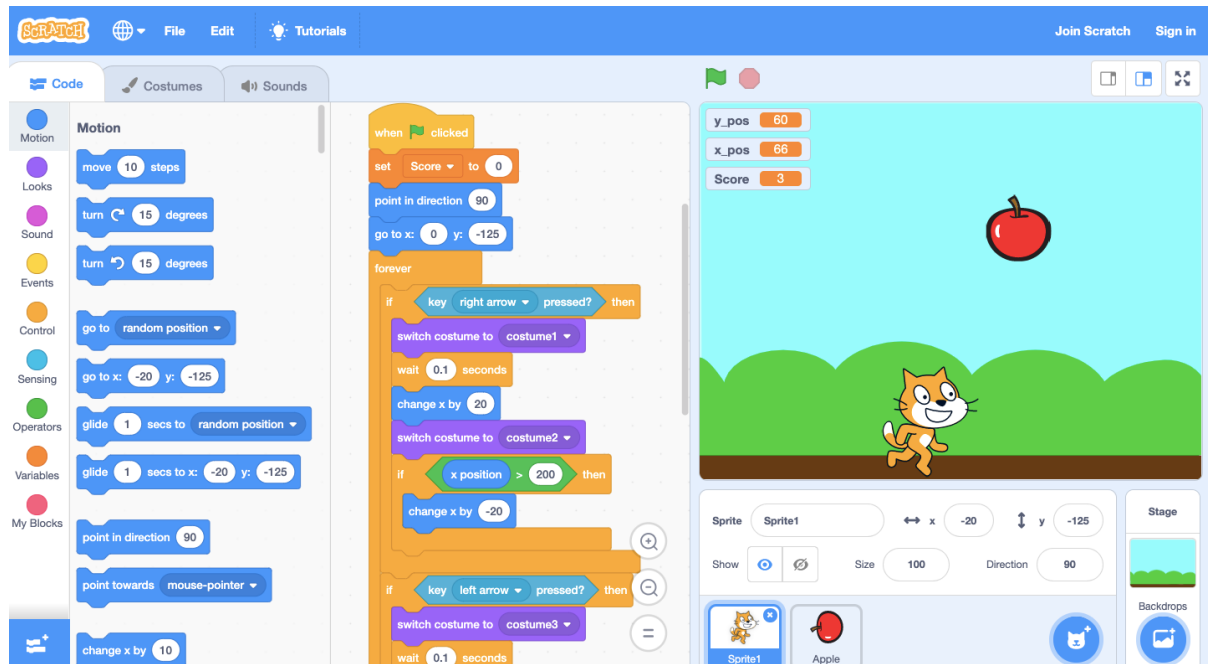 SCRATCH File Edit Tutorials Join Scratch Sign in
Code Costumes Sounds
Motion
Looks
Sound
Events
Control
Sensing
Operators
Variables
My Blocks
Motion
move 10 steps
turn 15 degrees
turn 15 degrees
go to random position
go to x: -20 y: -125
glide 1 secs to random position
glide 1 secs to x: -20 y: -125
point in direction 90
point towards mouse-pointer
change x by 10
when clicked
set Score to 0
point in direction 90
go to x: 0 y: -125
forever
if key right arrow pressed? then
switch costume to costume1
wait 0.1 seconds
change x by 20
switch costume to costume2
if x position > 200 then
change x by -20
if key left arrow pressed? then
switch costume to costume3
wait 0.1 seconds
y_pos 60
x_pos 66
Score 3
Sprite Sprite1 x -20 y -125
Show Size 100 Direction 90
Sprite1 Apple
Stage
Backdrops